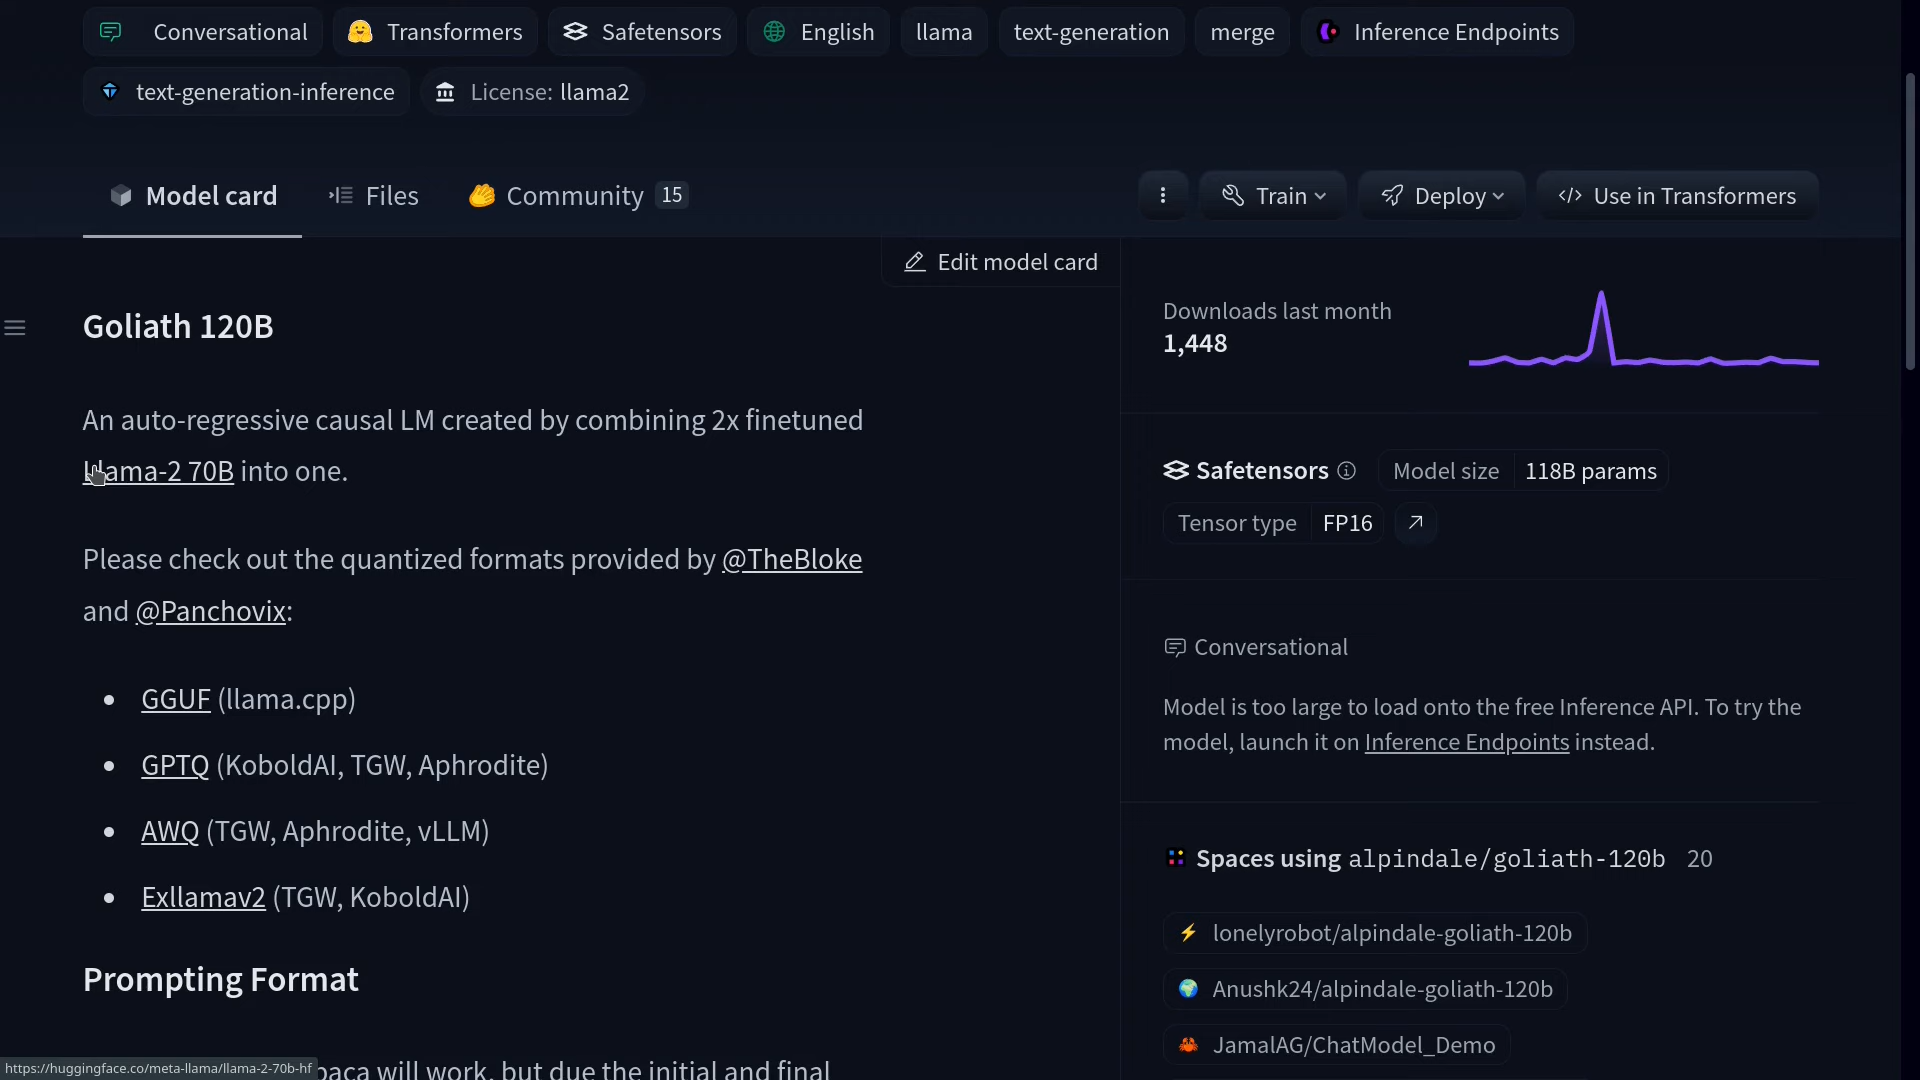 Conversational Transformers Safetensors English llama text-generation merge Inference Endpoints
text-generation-inference License: llama2
Model card Files Community 15 Train Deploy Use in Transformers
Edit model card
Goliath 120B
An auto-regressive causal LM created by combining 2x finetuned
Llama-2 70B into one.
Please check out the quantized formats provided by @TheBloke
and @Panchovix:
• GGUF (llama.cpp)
• GPTQ (KoboldAI, TGW, Aphrodite)
• AWQ (TGW, Aphrodite, vLLM)
• Exllamav2 (TGW, KoboldAI)
Prompting Format
paca will work, but due the initial and final
Downloads last month
1,448
Safetensors Model size 118B params
Tensor type FP16
Conversational
Model is too large to load onto the free Inference API. To try the
model, launch it on Inference Endpoints instead.
Spaces using alpindale/goliath-120b 20
lonelyrobot/alpindale-goliath-120b
Anushk24/alpindale-goliath-120b
JamalAG/ChatModel_Demo
https://huggingface.co/meta-llama/llama-2-70b-hf